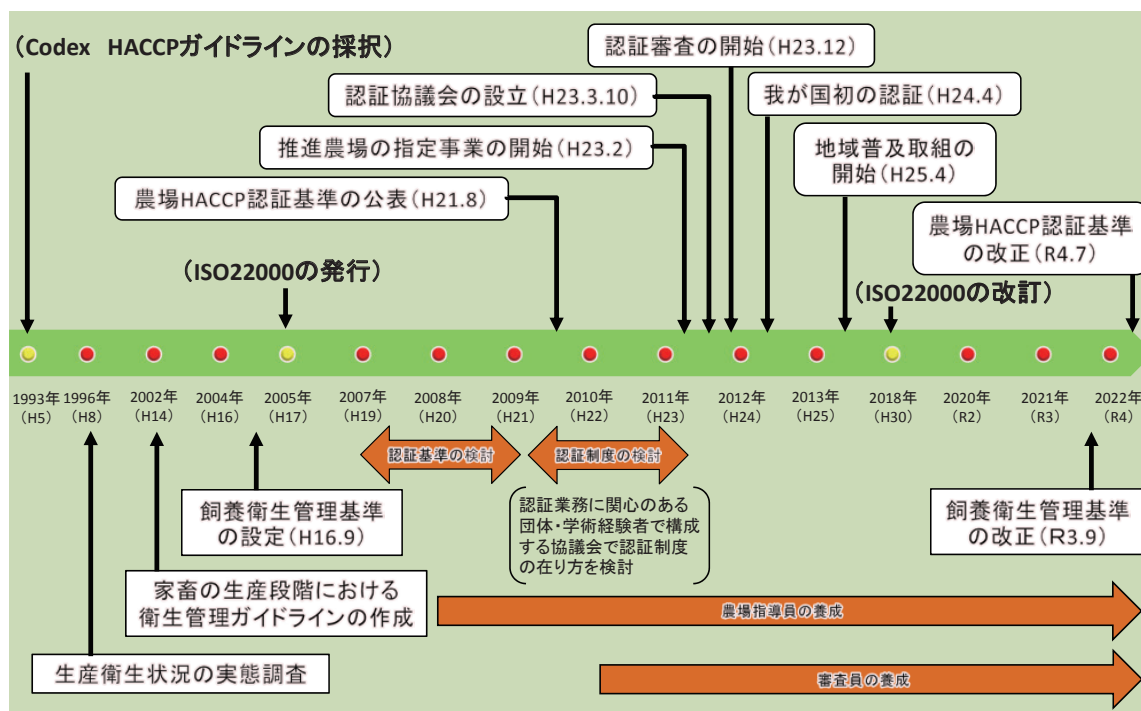 （Codex HACCPガイドラインの採択）
認証審査の開始（H23.12）
認証協議会の設立（H23.3.10）
我が国初の認証（H24.4）
推進農場の指定事業の開始（H23.2）
地域普及取組の
開始（H25.4）
農場HACCP認証基準の公表（H21.8）
農場HACCP認証基準
の改正（R4.7）
（ISO22000の発行）
（ISO22000の改訂）
1993年
（H5）
1996年
（H8）
2002年
（H14）
2004年
（H16）
2005年
（H17）
2007年
（H19）
2008年
（H20）
2009年
（H21）
2010年
（H22）
2011年
（H23）
2012年
（H24）
2013年
（H25）
2018年
（H30）
2020年
（R2）
2021年
（R3）
2022年
（R4）
認証基準の検討
認証制度の検討
飼養衛生管理基準
の設定（H16.9）
認証業務に関心のある
団体・学術経験者で構成
する協議会で認証制度
の在り方を検討
飼養衛生管理基準
の改正（R3.9）
家畜の生産段階における
衛生管理ガイドラインの作成
農場指導員の養成
生産衛生状況の実態調査
審査員の養成